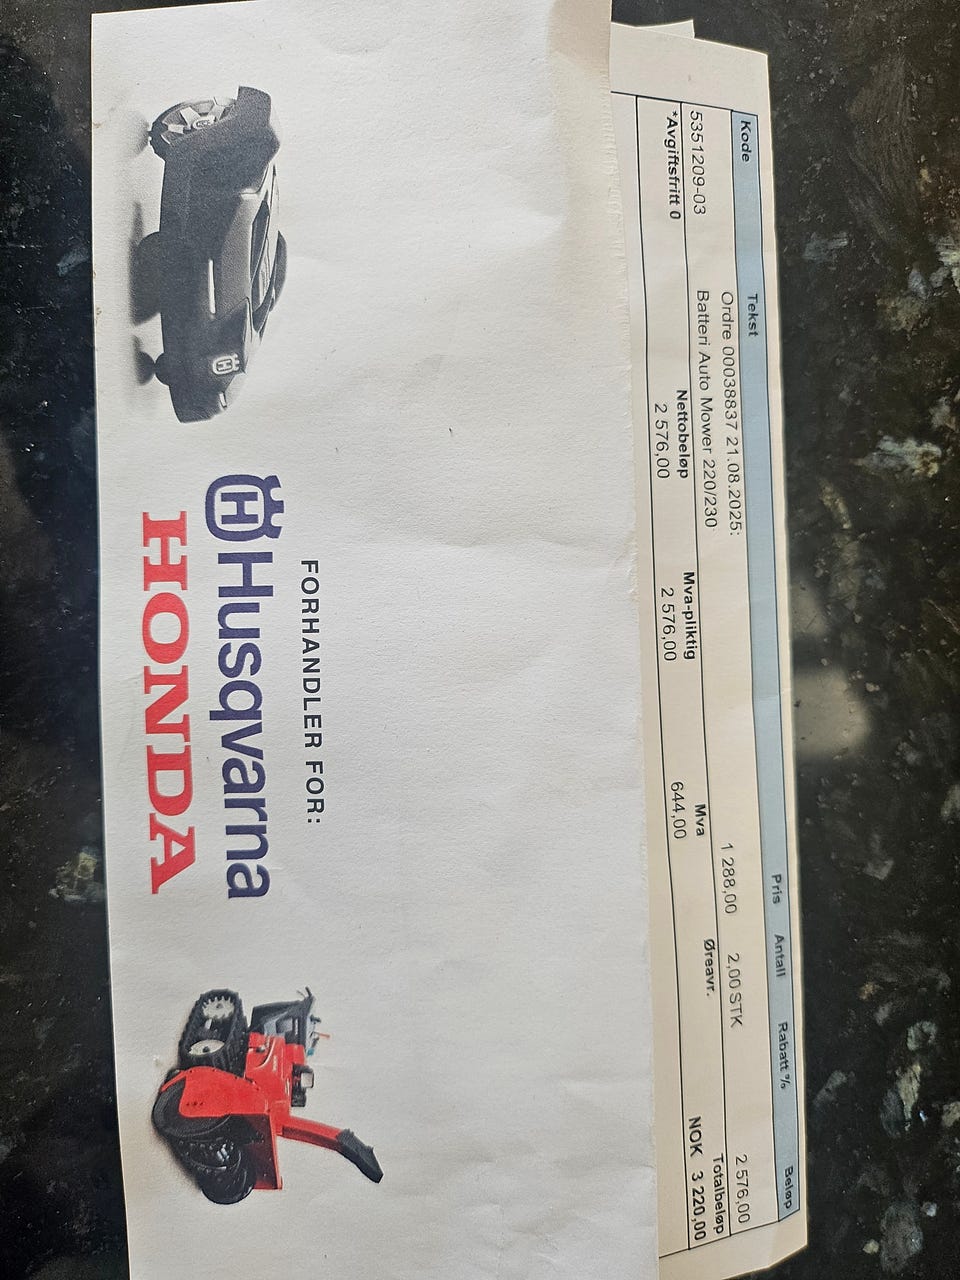 Kode Tekst Pris Antall Rabatt % Beløp
Ordre 00038837 21.08.2025:
5351209-03 Batteri Auto Mower 220/230 1 288,00 2,00 STK 2 576,00
*Avgiftsfritt 0 Nettobeløp Mva-pliktig Mva Øreavr. Totalbeløp
2 576,00 2 576,00 644,00 NOK 3 220,00
FORHANDLER FOR:
H Husqvarna
HONDA